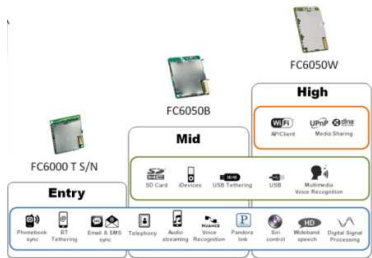 FC6050W
FC6050B
High
WiFi
UPnP dlna
AP/Client
Media Sharing
FC6000 T S/N
Mid
SD Card
iDevices
USB Tethering
USB
Multimedia
Voice Recognition
Entry
Phonebook
sync
BT
Tethering
Email & SMS
sync
Telephony
Audio
streaming
NUANCE
Voice
Recognition
P
Pandora
link
Siri
control
HD
Wideband
speech
Digital Signal
Processing